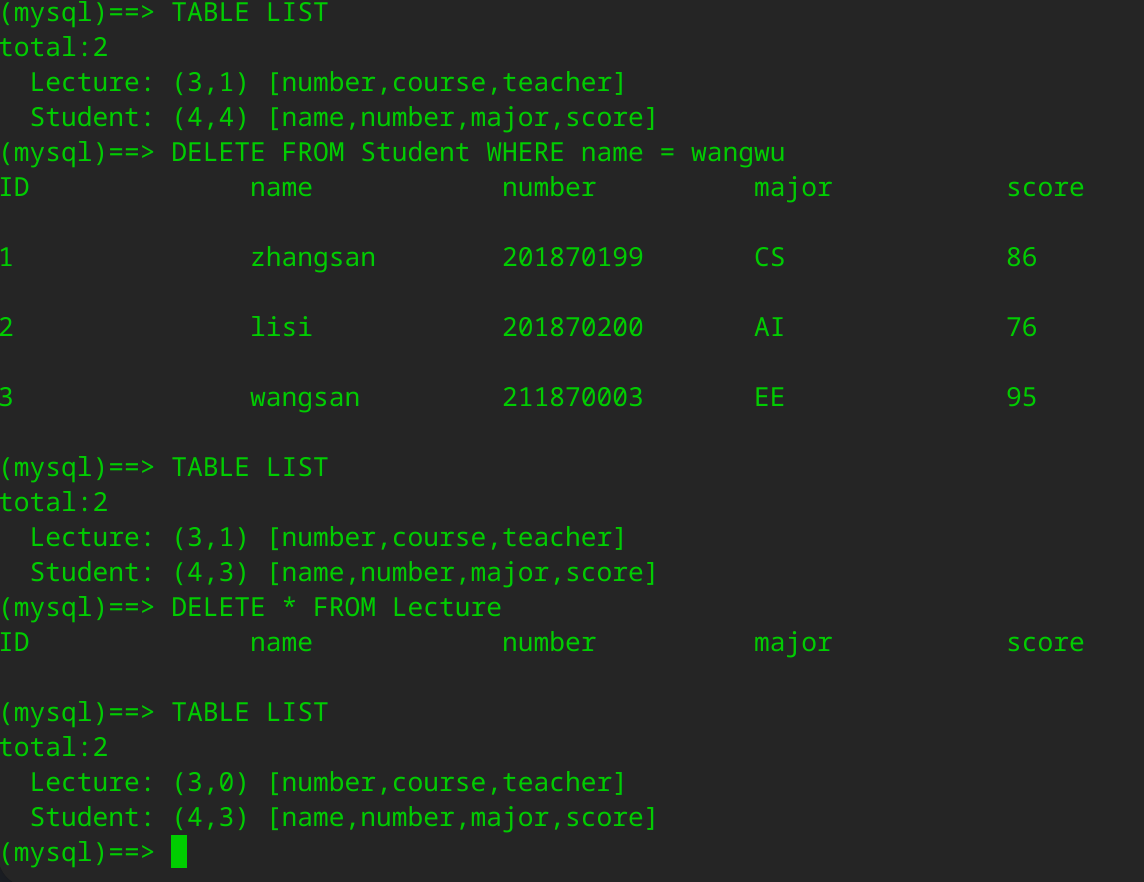 (mysql)==> TABLE LIST
total:2
  Lecture: (3,1) [number,course,teacher]
  Student: (4,4) [name,number,major,score]
(mysql)==> DELETE FROM Student WHERE name = wangwu
ID              name            number          major           score
1               zhangsan        201870199       CS              86
2               lisi            201870200       AI              76
3               wangsan         211870003       EE              95
(mysql)==> TABLE LIST
total:2
  Lecture: (3,1) [number,course,teacher]
  Student: (4,3) [name,number,major,score]
(mysql)==> DELETE * FROM Lecture
ID              name            number          major           score
(mysql)==> TABLE LIST
total:2
  Lecture: (3,0) [number,course,teacher]
  Student: (4,3) [name,number,major,score]
(mysql)==>